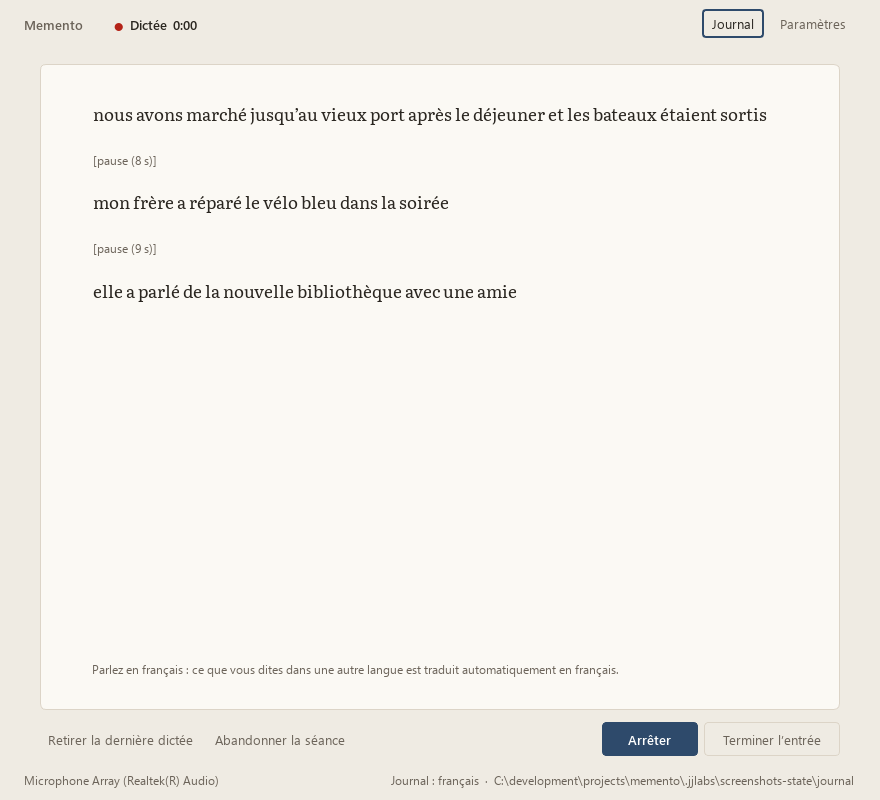 Memento
Dictée 0:00
Journal
Paramètres
nous avons marché jusqu’au vieux port après le déjeuner et les bateaux étaient sortis
[pause (8 s)]
mon frère a réparé le vélo bleu dans la soirée
[pause (9 s)]
elle a parlé de la nouvelle bibliothèque avec une amie
Parlez en français : ce que vous dites dans une autre langue est traduit automatiquement en français.
Retirer la dernière dictée
Abandonner la séance
Arrêter
Terminer l’entrée
Microphone Array (Realtek(R) Audio)
Journal : français · C:\development\projects\memento\.jjlabs\screenshots-state\journal